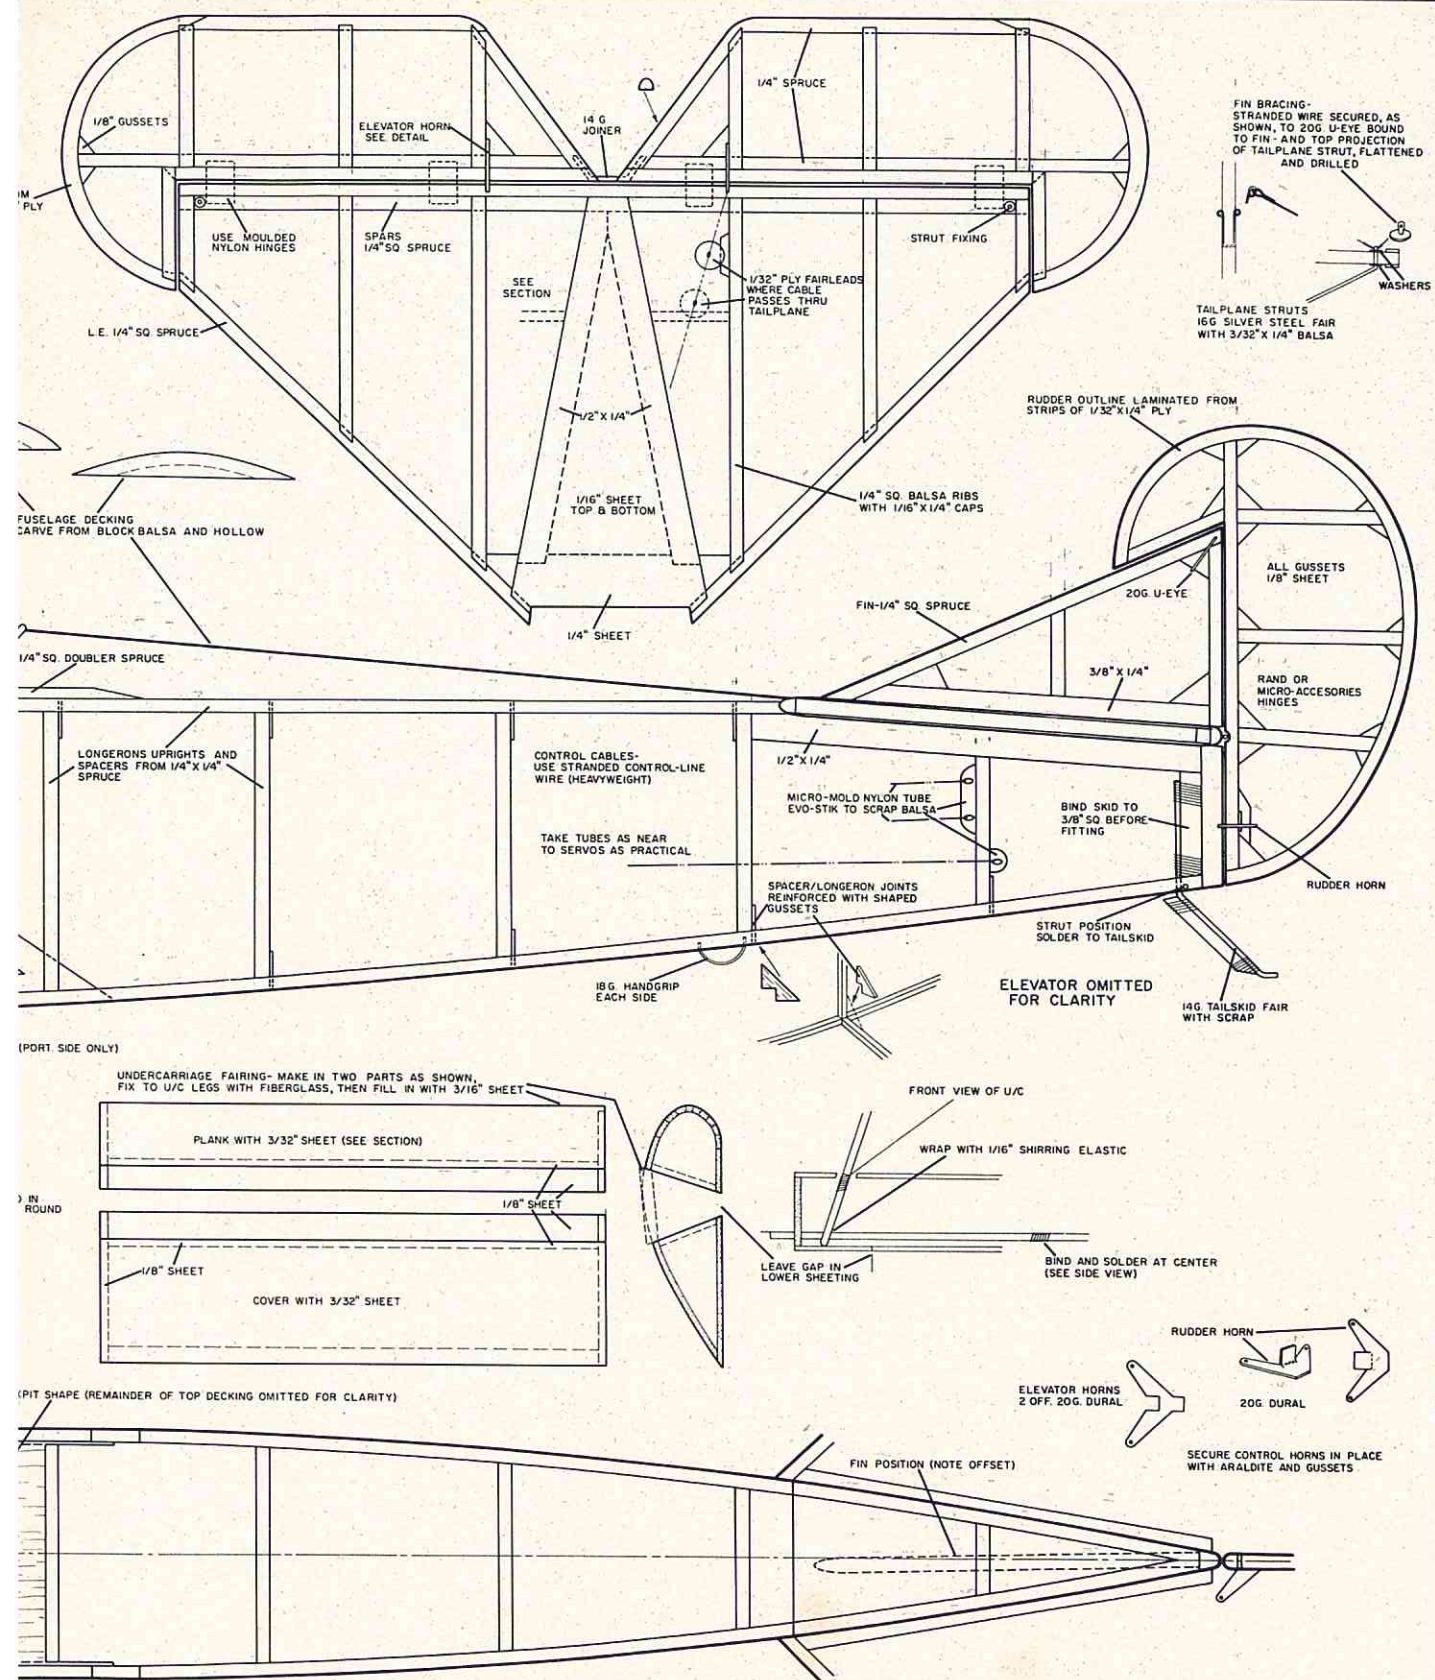 1/4" SPRUCE
1/8" GUSSETS
ELEVATOR HORN
SEE DETAIL
14 G
JOINER
PLY
USE MOULDED
NYLON HINGES
SPARS
1/4" SQ. SPRUCE
STRUT FIXING
SEE
SECTION
1/32" PLY FAIRLEADS
WHERE CABLE
PASSES THRU
TAILPLANE
L.E. 1/4" SQ. SPRUCE
1/2" X 1/4"
1/16" SHEET
TOP & BOTTOM
1/4" SQ. BALSA RIBS
WITH 1/16" X 1/4" CAPS
1/4" SHEET
FIN BRACING-
STRANDED WIRE SECURED, AS
SHOWN, TO 20G. U-EYE BOUND
TO FIN - AND TOP PROJECTION
OF TAILPLANE STRUT, FLATTENED
AND DRILLED
WASHERS
TAILPLANE STRUTS
16G SILVER STEEL FAIR
WITH 3/32" X 1/4" BALSA
RUDDER OUTLINE LAMINATED FROM
STRIPS OF 1/32" X 1/4" PLY
FUSELAGE DECKING
CARVE FROM BLOCK BALSA AND HOLLOW
ALL GUSSETS
1/8" SHEET
20G. U-EYE
FIN-1/4" SQ. SPRUCE
1/4" SQ. DOUBLER SPRUCE
3/8" X 1/4"
RAND OR
MICRO-ACCESORIES
HINGES
LONGERONS UPRIGHTS AND
SPACERS FROM 1/4" X 1/4"
SPRUCE
CONTROL CABLES-
USE STRANDED CONTROL-LINE
WIRE (HEAVYWEIGHT)
1/2" X 1/4"
MICRO-MOLD NYLON TUBE
EVO-STIK TO SCRAP BALSA
BIND SKID TO
3/8" SQ. BEFORE
FITTING
TAKE TUBES AS NEAR
TO SERVOS AS PRACTICAL
SPACER/LONGERON JOINTS
REINFORCED WITH SHAPED
GUSSETS
RUDDER HORN
STRUT POSITION
SOLDER TO TAILSKID
18G. HANDGRIP
EACH SIDE
ELEVATOR OMITTED
FOR CLARITY
14G. TAILSKID FAIR
WITH SCRAP
(PORT SIDE ONLY)
UNDERCARRIAGE FAIRING- MAKE IN TWO PARTS AS SHOWN,
FIX TO U/C LEGS WITH FIBERGLASS, THEN FILL IN WITH 3/16" SHEET
FRONT VIEW OF U/C
PLANK WITH 3/32" SHEET (SEE SECTION)
WRAP WITH 1/16" SHIRRING ELASTIC
IN
ROUND
1/8" SHEET
1/8" SHEET
LEAVE GAP IN
LOWER SHEETING
BIND AND SOLDER AT CENTER
(SEE SIDE VIEW)
COVER WITH 3/32" SHEET
RUDDER HORN
ELEVATOR HORNS
2 OFF. 20G. DURAL
20G. DURAL
PIT SHAPE (REMAINDER OF TOP DECKING OMITTED FOR CLARITY)
SECURE CONTROL HORNS IN PLACE
WITH ARALDITE AND GUSSETS
FIN POSITION (NOTE OFFSET)